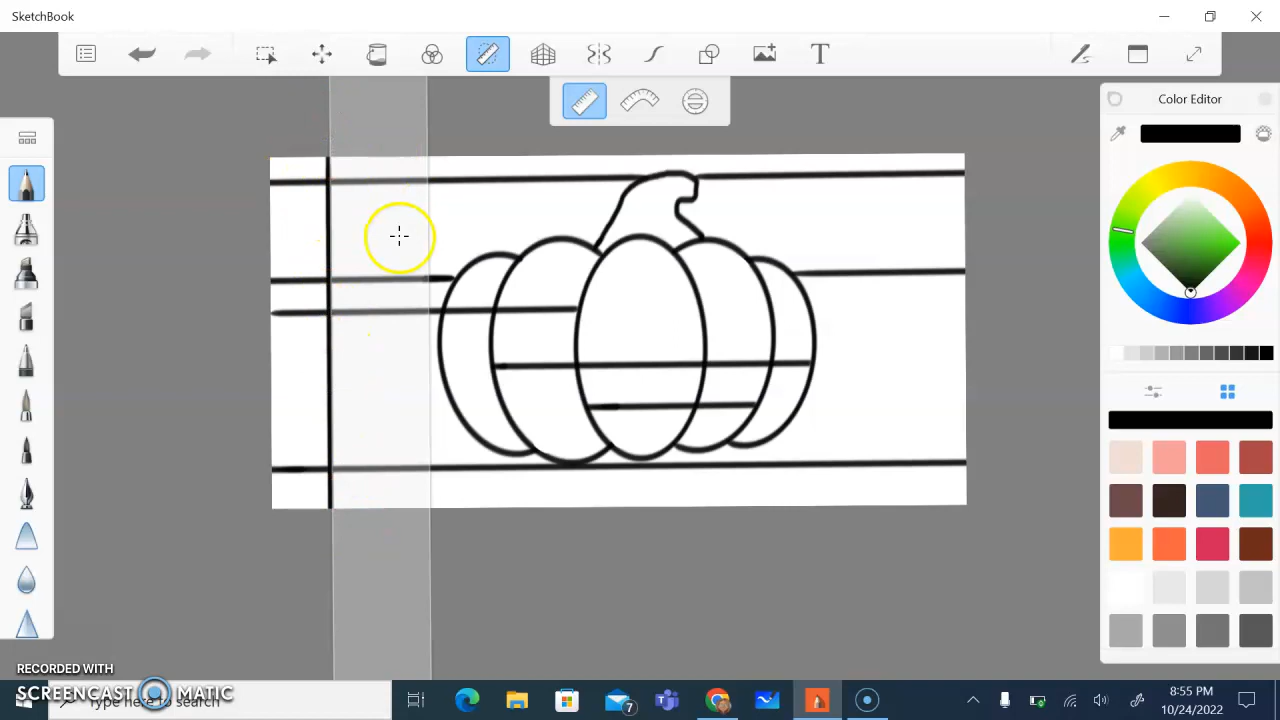 SketchBook
T
Color Editor
RECORDED WITH
SCREENCAST MATIC
Type here to search
7
8:55 PM
10/24/2022